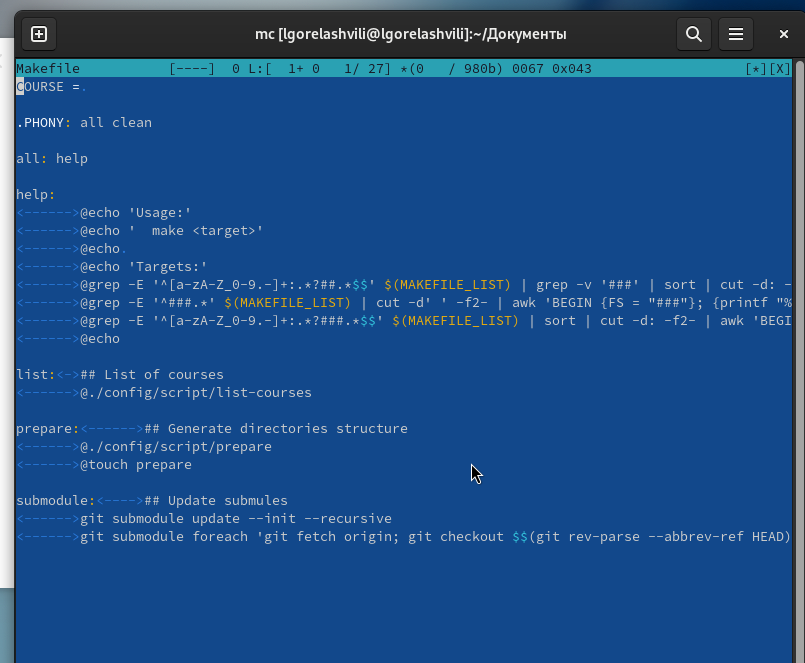 mc [lgorelashvili@lgorelashvili]:~/Документы
Makefile [----] 0 L:[ 1+ 0 1/ 27] *(0 / 980b) 0067 0x043 [*][X]
COURSE =.
.PHONY: all clean
all: help
help:
<------>@echo 'Usage:'
<------>@echo '  make <target>'
<------>@echo.
<------>@echo 'Targets:'
<------>@grep -E '^[a-zA-Z_0-9.-]+:.*?##.*$$' $(MAKEFILE_LIST) | grep -v '###' | sort | cut -d: -
<------>@grep -E '^###.*' $(MAKEFILE_LIST) | cut -d' ' -f2- | awk 'BEGIN {FS = "###"}; {printf "%
<------>@grep -E '^[a-zA-Z_0-9.-]+:.*?###.*$$' $(MAKEFILE_LIST) | sort | cut -d: -f2- | awk 'BEGI
<------>@echo
list:<->## List of courses
<------>@./config/script/list-courses
prepare:<------>## Generate directories structure
<------>@./config/script/prepare
<------>@touch prepare
submodule:<---->## Update submules
<------>git submodule update --init --recursive
<------>git submodule foreach 'git fetch origin; git checkout $$(git rev-parse --abbrev-ref HEAD)